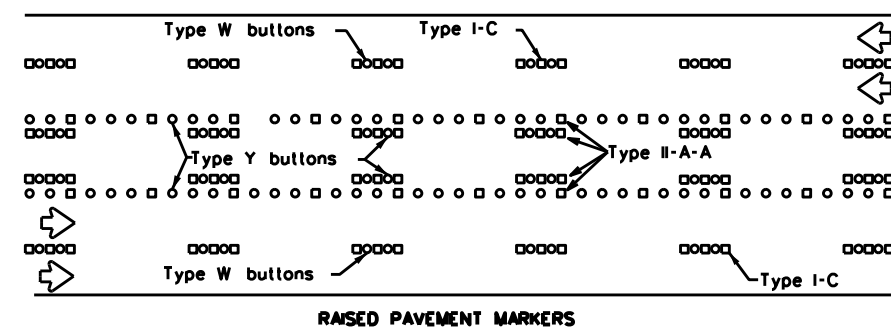 Type W buttons
Type I-C
Type Y buttons
Type II-A-A
Type W buttons
Type I-C
RAISED PAVEMENT MARKERS